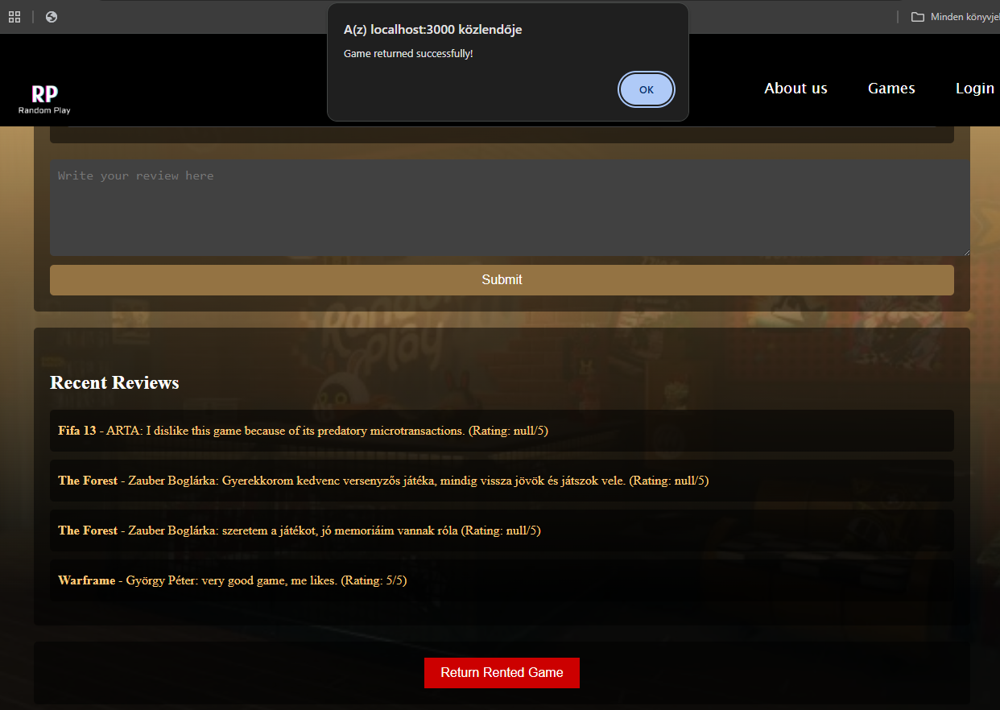 Minden könyvjel
A(z) localhost:3000 közlendője
Game returned successfully!
OK
RP
Random Play
About us
Games
Login
Write your review here
Submit
Random
Play
Recent Reviews
Fifa 13 - ARTA: I dislike this game because of its predatory microtransactions. (Rating: null/5)
The Forest - Zauber Boglárka: Gyerekkorom kedvenc versenyzős játéka, mindig vissza jövök és játszok vele. (Rating: null/5)
The Forest - Zauber Boglárka: szeretem a játékot, jó memoriáim vannak róla (Rating: null/5)
Warframe - György Péter: very good game, me likes. (Rating: 5/5)
Return Rented Game